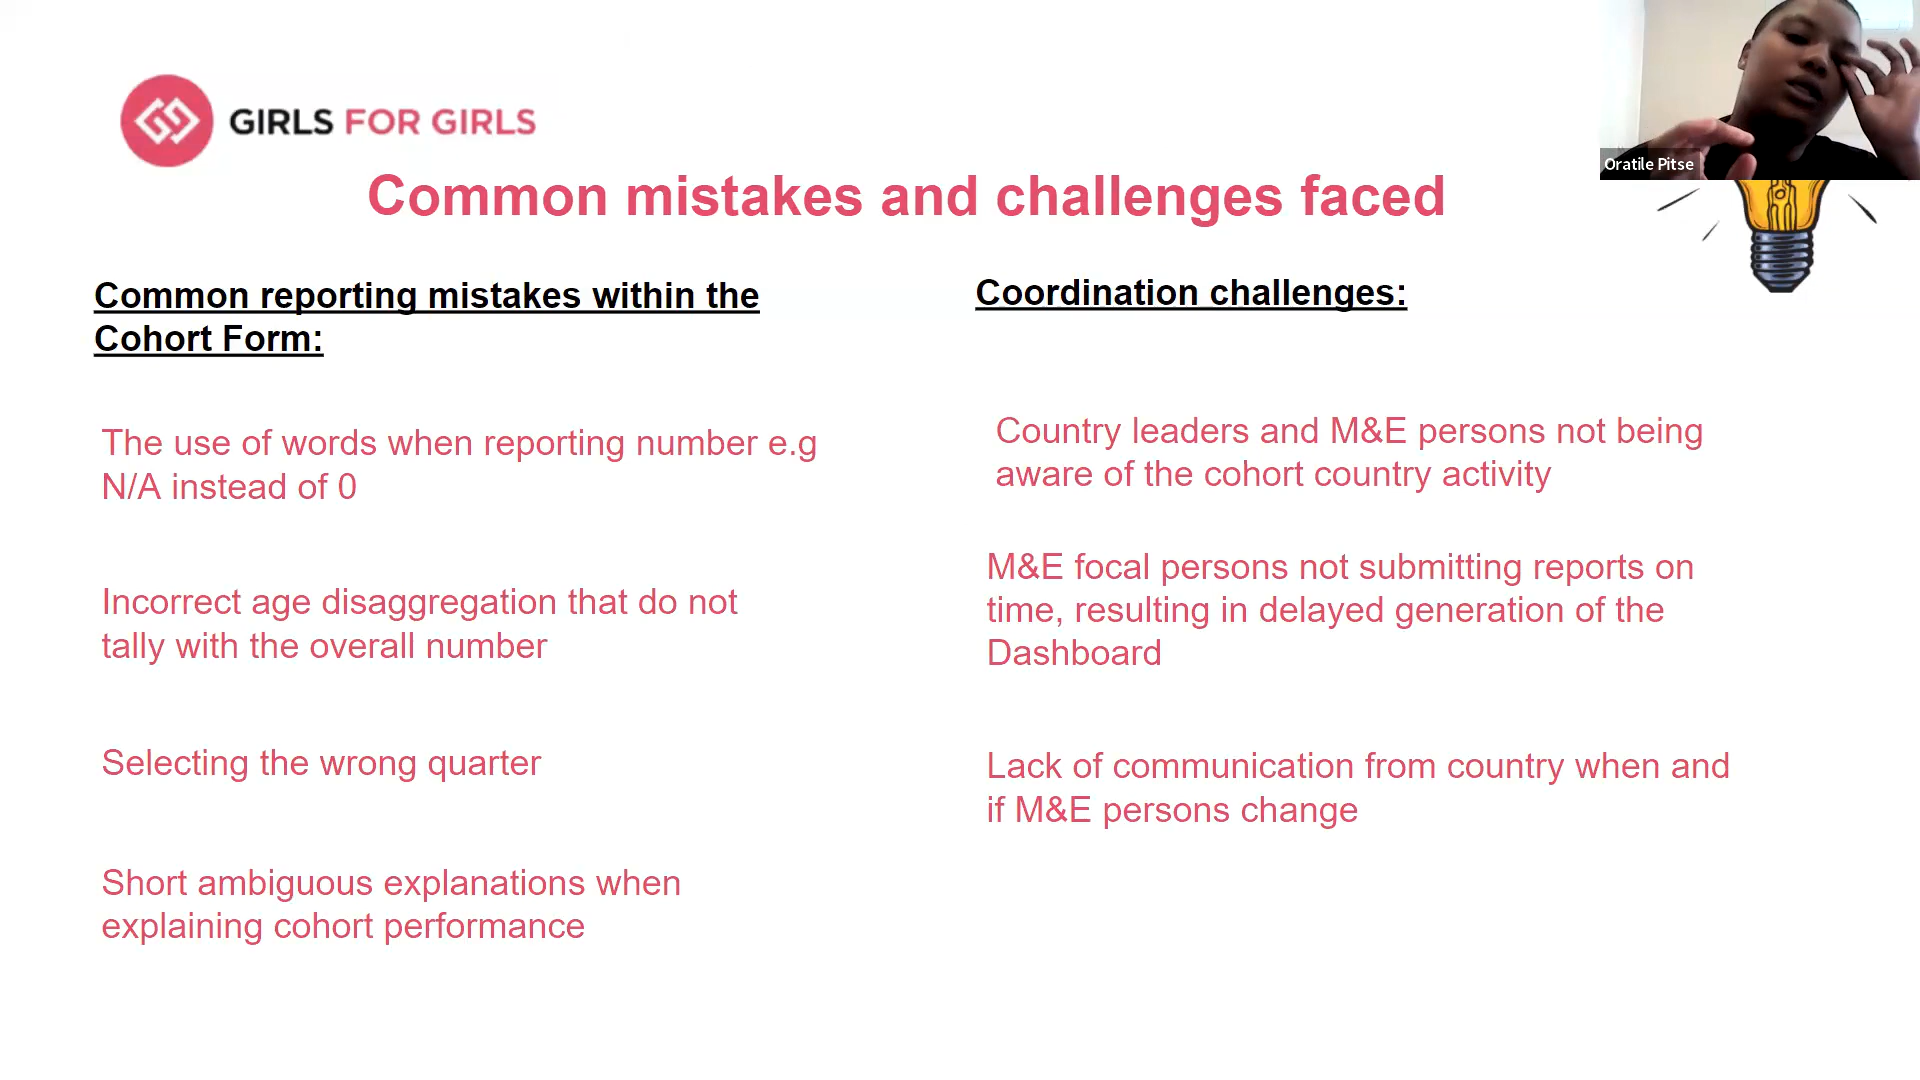 GIRLS FOR GIRLS
Oratile Pitse
Common mistakes and challenges faced
Common reporting mistakes within the
Cohort Form:
The use of words when reporting number e.g
N/A instead of 0
Incorrect age disaggregation that do not
tally with the overall number
Selecting the wrong quarter
Short ambiguous explanations when
explaining cohort performance
Coordination challenges:
Country leaders and M&E persons not being
aware of the cohort country activity
M&E focal persons not submitting reports on
time, resulting in delayed generation of the
Dashboard
Lack of communication from country when and
if M&E persons change